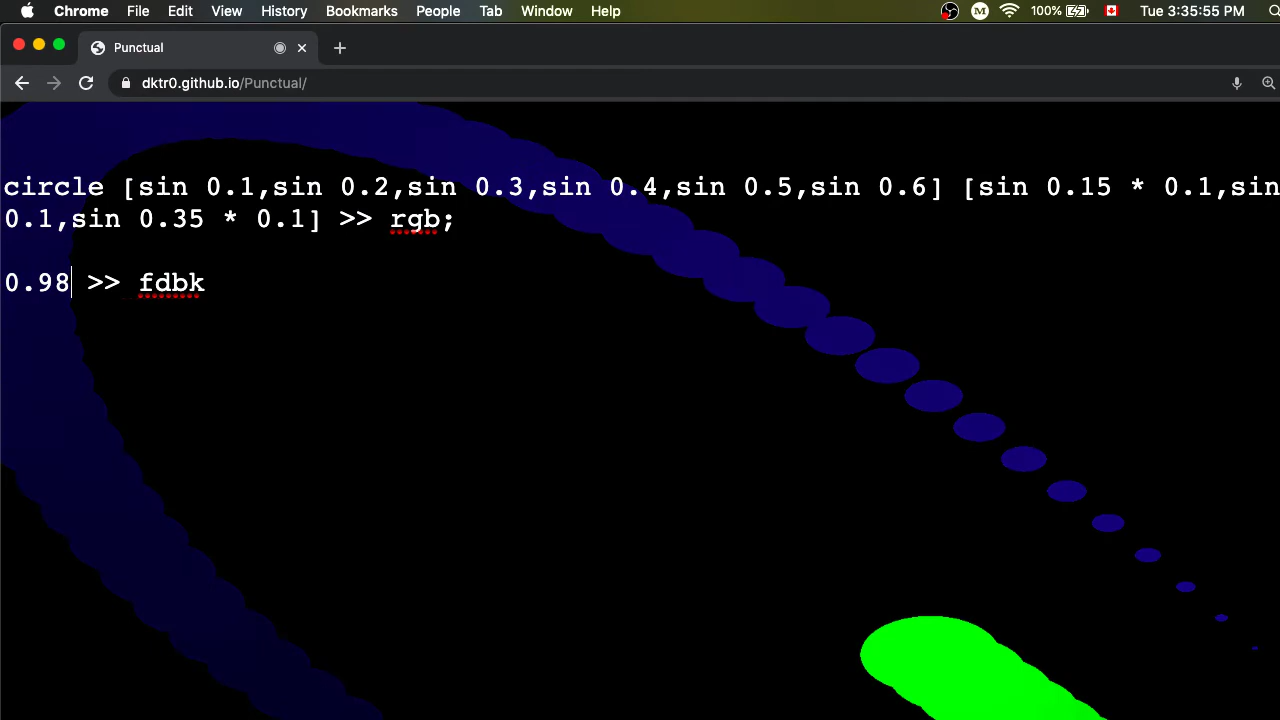 Chrome File Edit View History Bookmarks People Tab Window Help M 100% Tue 3:35:55 PM
Punctual
dktr0.github.io/Punctual/
circle [sin 0.1,sin 0.2,sin 0.3,sin 0.4,sin 0.5,sin 0.6] [sin 0.15 * 0.1,sin
0.1,sin 0.35 * 0.1] >> rgb;
0.98 >> fdbk